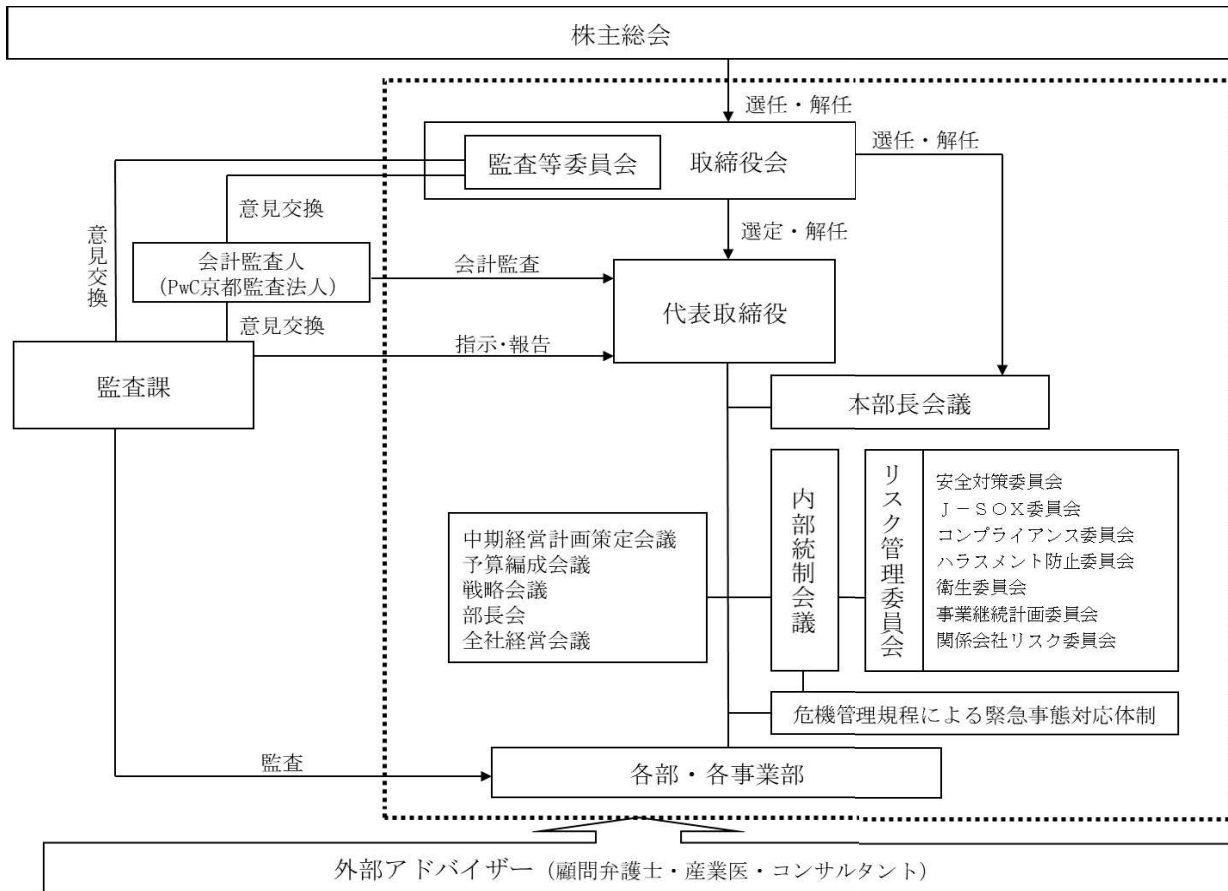 株主総会
選任・解任
監査等委員会
取締役会
選任・解任
意見交換
意見交換
選定・解任
会計監査人
(PwC京都監査法人)
会計監査
代表取締役
意見交換
指示・報告
監査課
本部長会議
中期経営計画策定会議
予算編成会議
戦略会議
部長会
全社経営会議
内部統制会議
リスク管理委員会
安全対策委員会
J-SOX委員会
コンプライアンス委員会
ハラスメント防止委員会
衛生委員会
事業継続計画委員会
関係会社リスク委員会
危機管理規程による緊急事態対応体制
監査
各部・各事業部
外部アドバイザー(顧問弁護士・産業医・コンサルタント)